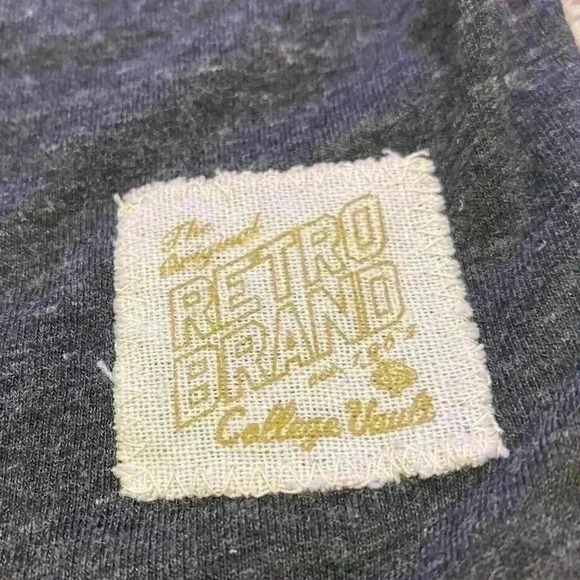 The
Original
RETRO
BRAND
College Vault